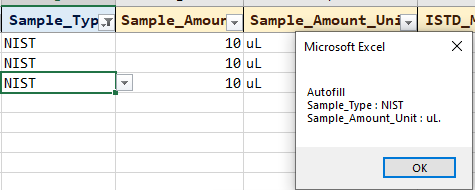 Sample_Typ Sample_Amour Sample_Amount_Uni ISTD_M
NIST 10 uL
NIST 10 uL
NIST 10 uL
Microsoft Excel
Autofill
Sample_Type : NIST
Sample_Amount_Unit : uL.
OK